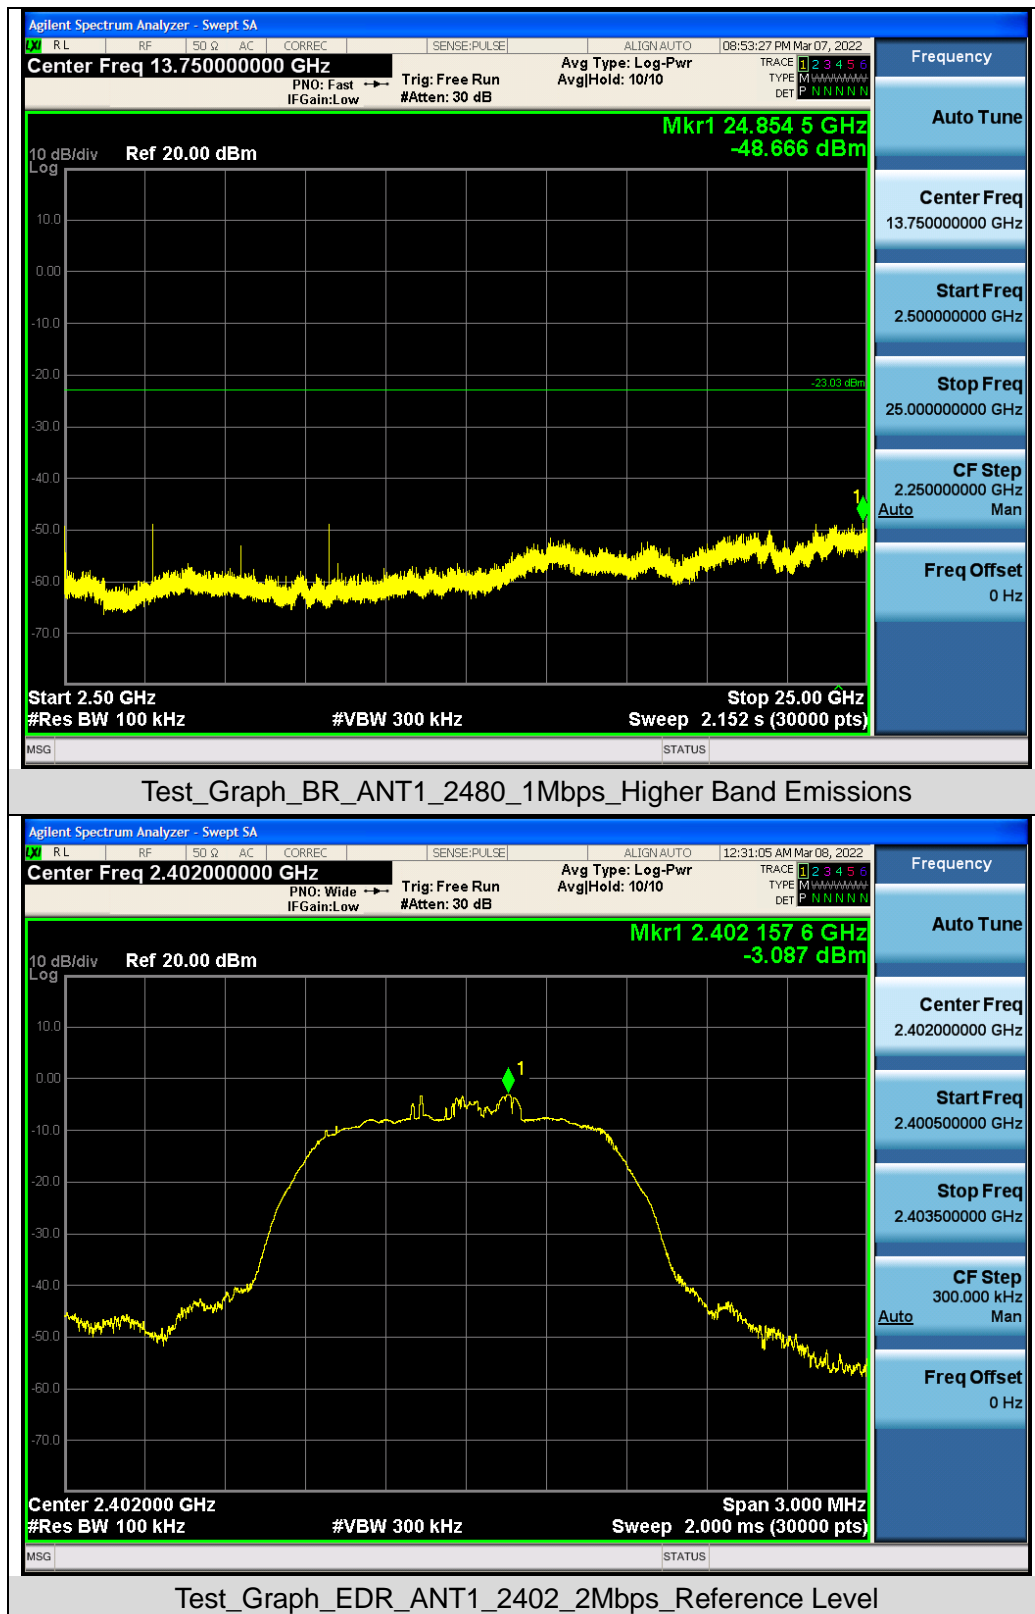 Agilent Spectrum Analyzer - Swept SA
LXI RL RF 50 Ω AC CORREC SENSE:PULSE ALIGN AUTO 08:53:27 PM Mar 07, 2022
Center Freq 13.750000000 GHz
PNO: Fast
IFGain:Low
Trig: Free Run
#Atten: 30 dB
Avg Type: Log-Pwr
Avg|Hold: 10/10
TRACE 1 2 3 4 5 6
TYPE M WWWWW
DET P N N N N N
Mkr1 24.854 5 GHz
-48.666 dBm
10 dB/div Ref 20.00 dBm
Log
10.0
0.00
-10.0
-20.0
-23.03 dBm
-30.0
-40.0
1
-50.0
-60.0
-70.0
Start 2.50 GHz Stop 25.00 GHz
#Res BW 100 kHz #VBW 300 kHz Sweep 2.152 s (30000 pts)
MSG STATUS
Frequency
Auto Tune
Center Freq
13.750000000 GHz
Start Freq
2.500000000 GHz
Stop Freq
25.000000000 GHz
CF Step
2.250000000 GHz
Auto Man
Freq Offset
0 Hz
Test_Graph_BR_ANT1_2480_1Mbps_Higher Band Emissions
Agilent Spectrum Analyzer - Swept SA
LXI RL RF 50 Ω AC CORREC SENSE:PULSE ALIGN AUTO 12:31:05 AM Mar 08, 2022
Center Freq 2.402000000 GHz
PNO: Wide
IFGain:Low
Trig: Free Run
#Atten: 30 dB
Avg Type: Log-Pwr
Avg|Hold: 10/10
TRACE 1 2 3 4 5 6
TYPE M WWWWW
DET P N N N N N
Mkr1 2.402 157 6 GHz
-3.087 dBm
10 dB/div Ref 20.00 dBm
Log
10.0
0.00
1
-10.0
-20.0
-30.0
-40.0
-50.0
-60.0
-70.0
Center 2.402000 GHz Span 3.000 MHz
#Res BW 100 kHz #VBW 300 kHz Sweep 2.000 ms (30000 pts)
MSG STATUS
Frequency
Auto Tune
Center Freq
2.402000000 GHz
Start Freq
2.400500000 GHz
Stop Freq
2.403500000 GHz
CF Step
300.000 kHz
Auto Man
Freq Offset
0 Hz
Test_Graph_EDR_ANT1_2402_2Mbps_Reference Level